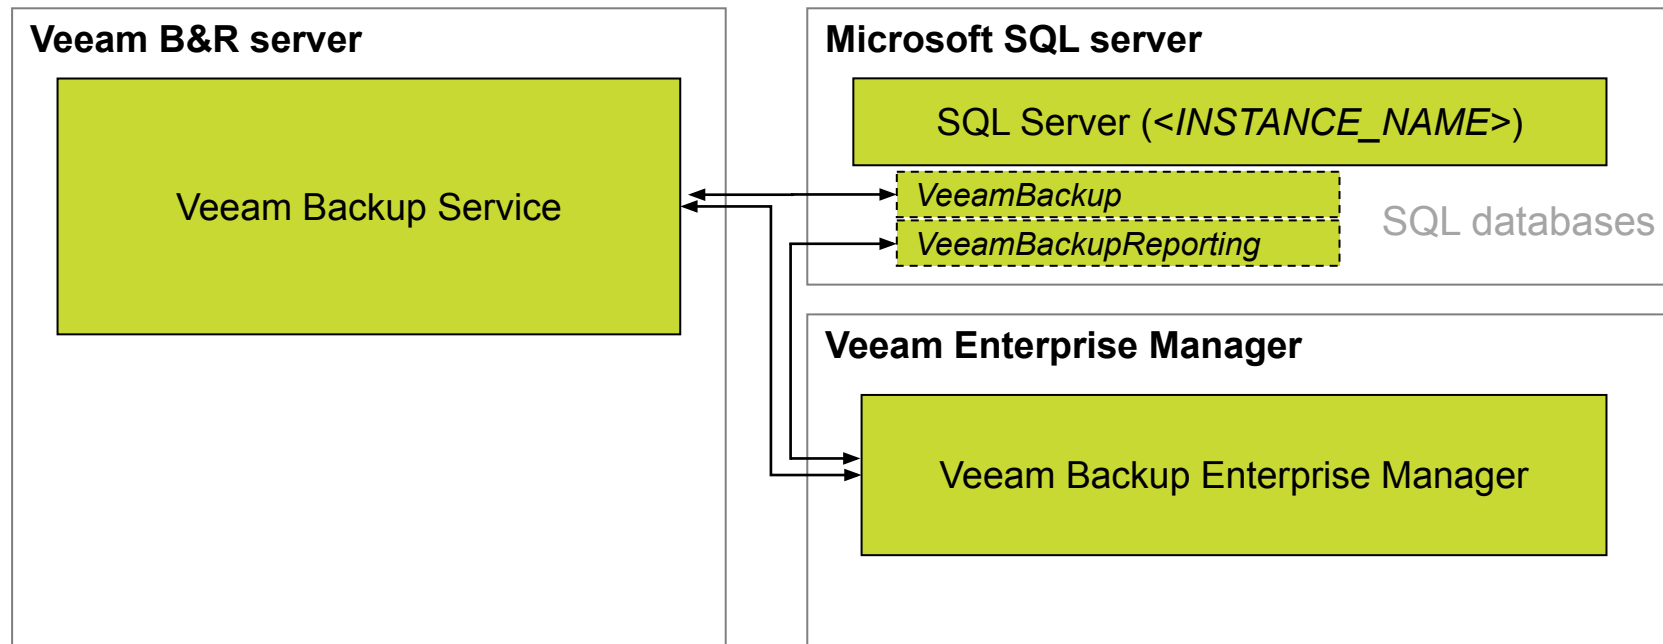 Veeam B&R server
Veeam Backup Service
Microsoft SQL server
SQL Server (<INSTANCE_NAME>)
VeeamBackup
VeeamBackupReporting
SQL databases
Veeam Enterprise Manager
Veeam Backup Enterprise Manager